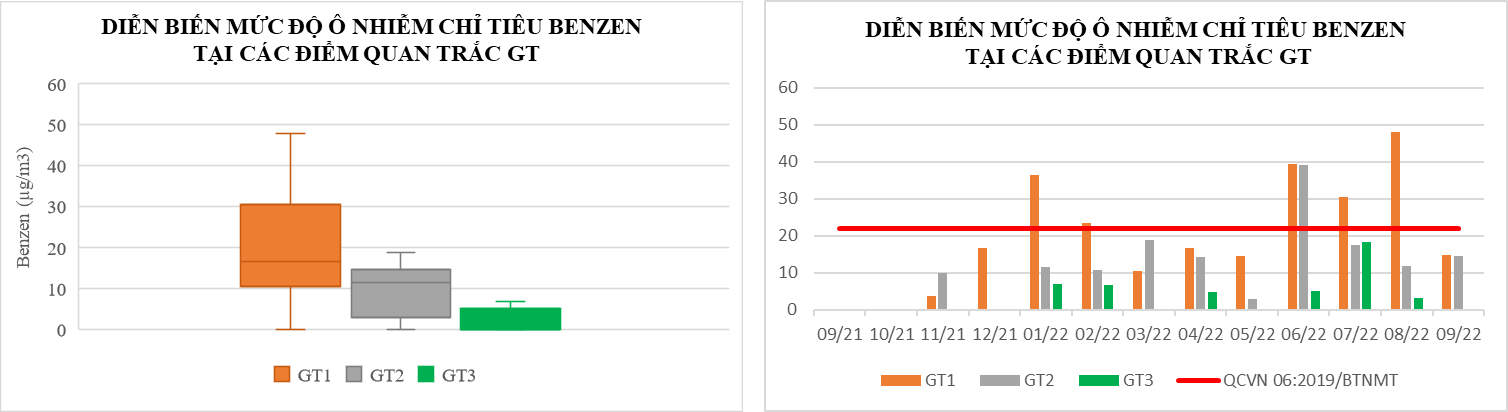 DIỄN BIẾN MỨC ĐỘ Ô NHIỄM CHỈ TIÊU BENZEN
TẠI CÁC ĐIỂM QUAN TRẮC GT
60
50
40
30
20
10
0
Benzen (µg/m3)
GT1 GT2 GT3
DIỄN BIẾN MỨC ĐỘ Ô NHIỄM CHỈ TIÊU BENZEN
TẠI CÁC ĐIỂM QUAN TRẮC GT
60
50
40
30
20
10
0
09/21 10/21 11/21 12/21 01/22 02/22 03/22 04/22 05/22 06/22 07/22 08/22 09/22
GT1 GT2 GT3 QCVN 06:2019/BTNMT